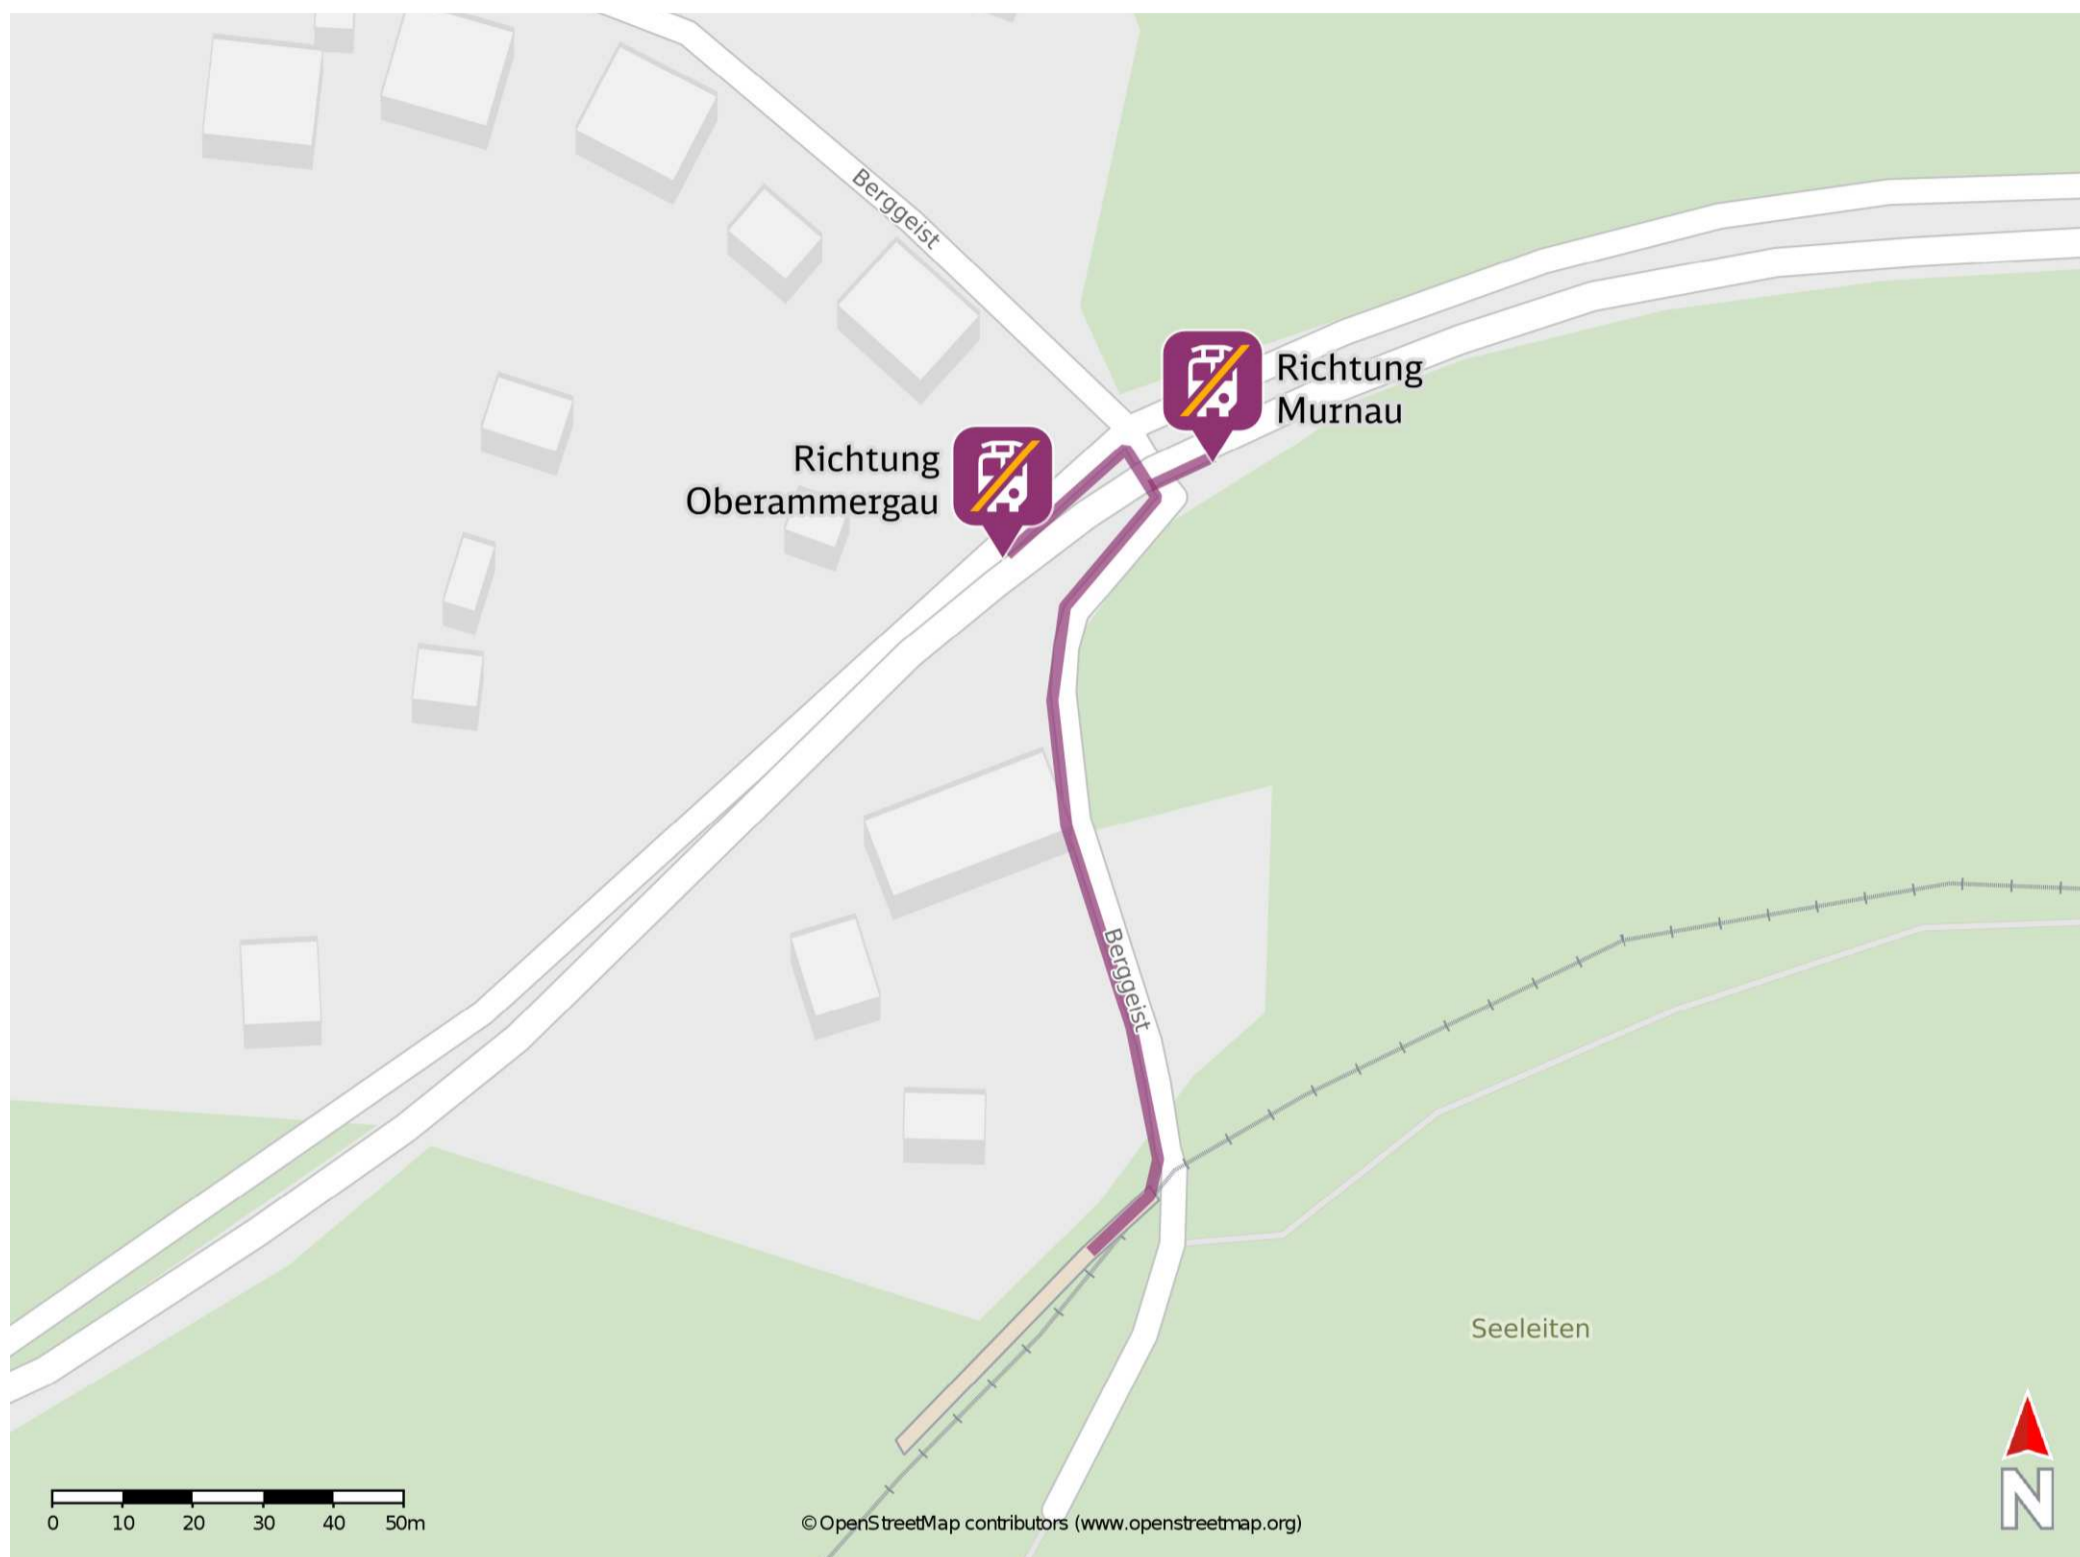 Berggeist
Richtung
Murnau
Richtung
Oberammergau
Berggeist
Seeleiten
N
0 10 20 30 40 50m
©OpenStreetMap contributors (www.openstreetmap.org)